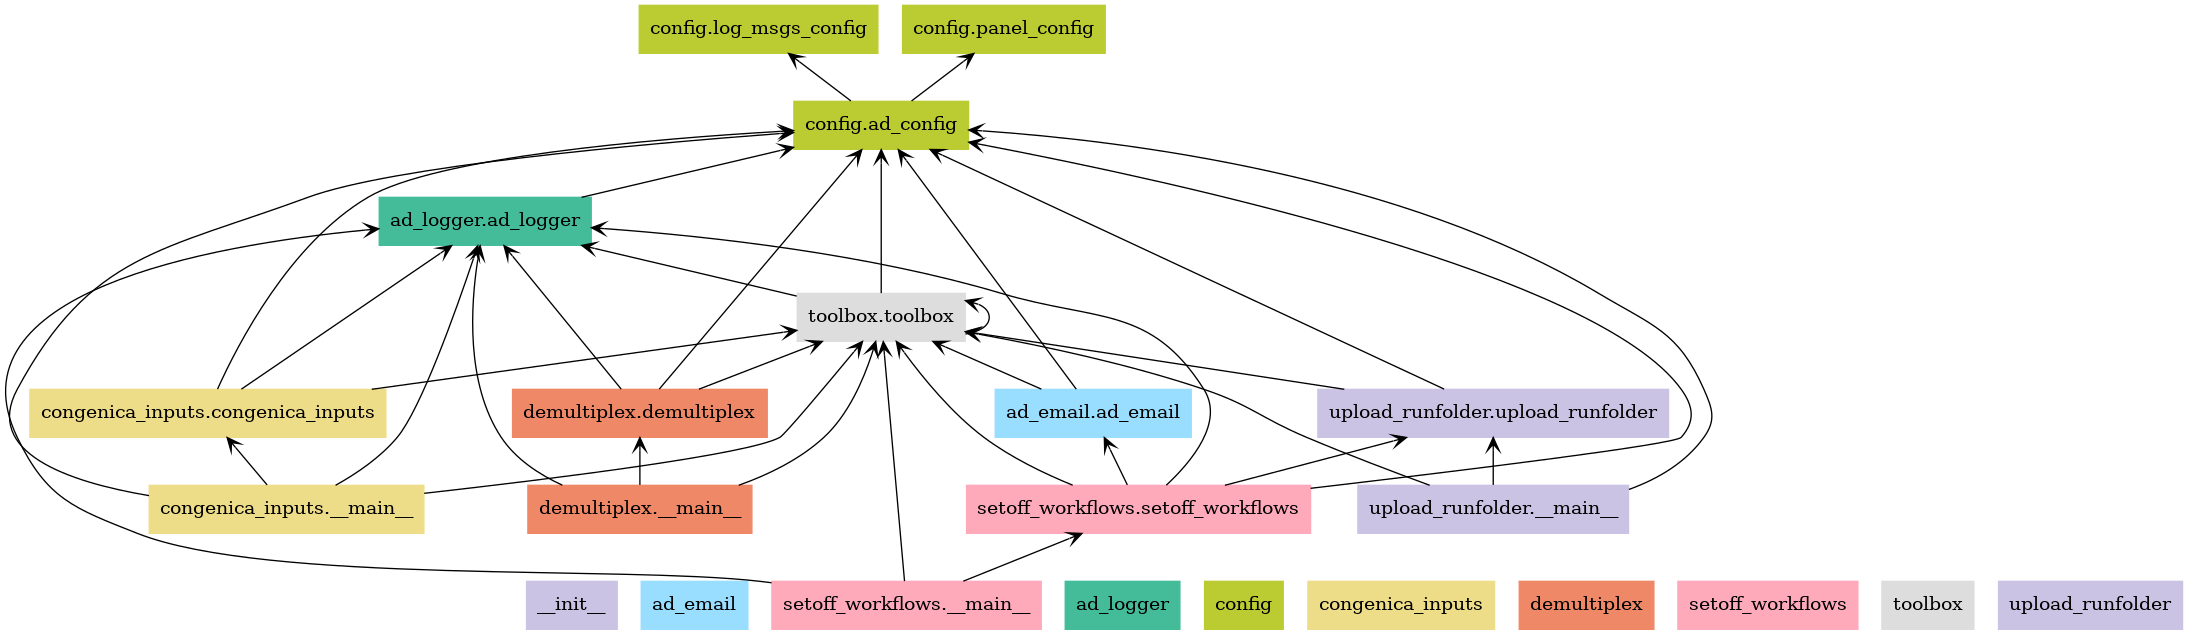 config.log_msgs_config
config.panel_config
config.ad_config
ad_logger.ad_logger
toolbox.toolbox
congenica_inputs.congenica_inputs
demultiplex.demultiplex
ad_email.ad_email
upload_runfolder.upload_runfolder
congenica_inputs.__main__
demultiplex.__main__
setoff_workflows.setoff_workflows
upload_runfolder.__main__
__init__
ad_email
setoff_workflows.__main__
ad_logger
config
congenica_inputs
demultiplex
setoff_workflows
toolbox
upload_runfolder